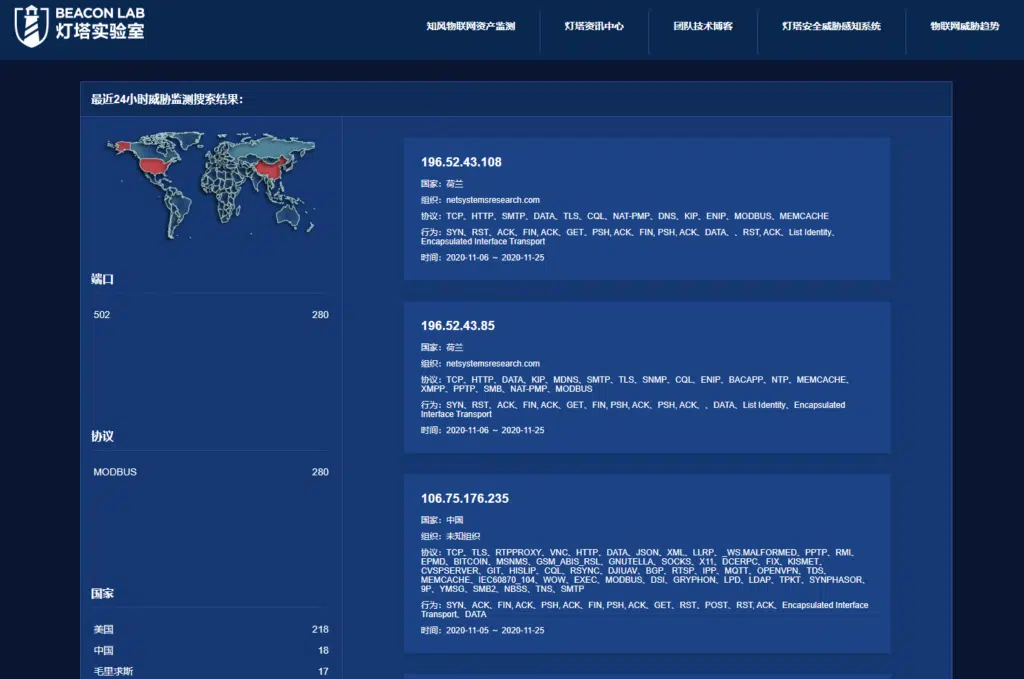 BEACON LAB
灯塔实验室
知风物联网资产监测
灯塔资讯中心
团队技术博客
灯塔安全威胁感知系统
物联网威胁趋势
最近24小时威胁监测搜索结果:
端口
502 280
协议
MODBUS 280
国家
美国 218
中国 18
毛里求斯 17
196.52.43.108
国家：荷兰
组织：netsystemsresearch.com
协议：TCP、HTTP、SMTP、DATA、TLS、CQL、NAT-PMP、DNS、KIP、ENIP、MODBUS、MEMCACHE
行为：SYN、RST、ACK、FIN, ACK、GET、PSH, ACK、FIN, PSH, ACK、DATA、、RST, ACK、List Identity、
Encapsulated Interface Transport
时间：2020-11-06 ~ 2020-11-25
196.52.43.85
国家：荷兰
组织：netsystemsresearch.com
协议：TCP、HTTP、DATA、KIP、MDNS、SMTP、TLS、SNMP、CQL、ENIP、BACAPP、NTP、MEMCACHE、
XMPP、PPTP、SMB、NAT-PMP、MODBUS
行为：SYN、RST、ACK、FIN, ACK、GET、FIN, PSH, ACK、PSH, ACK、、DATA、List Identity、Encapsulated
Interface Transport
时间：2020-11-06 ~ 2020-11-25
106.75.176.235
国家：中国
组织：未知组织
协议：TCP、TLS、RTPPROXY、VNC、HTTP、DATA、JSON、XML、LLRP、_WS.MALFORMED、PPTP、RMI、
EPMD、BITCOIN、MSNMS、GSM_ABIS_RSL、GNUTELLA、SOCKS、X11、DCERPC、FIX、KISMET、
CVSPSERVER、GIT、HISLIP、CQL、RSYNC、DJIUAV、BGP、RTSP、IPP、MQTT、OPENVPN、TDS、
MEMCACHE、IEC60870_104、WOW、EXEC、MODBUS、DSI、GRYPHON、LPD、LDAP、TPKT、SYNPHASOR、
9P、YMSG、SMB2、NBSS、TNS、SMTP
行为：SYN、ACK、FIN, ACK、PSH, ACK、FIN, PSH, ACK、GET、RST、POST、RST, ACK、Encapsulated Interface
Transport、DATA
时间：2020-11-05 ~ 2020-11-25